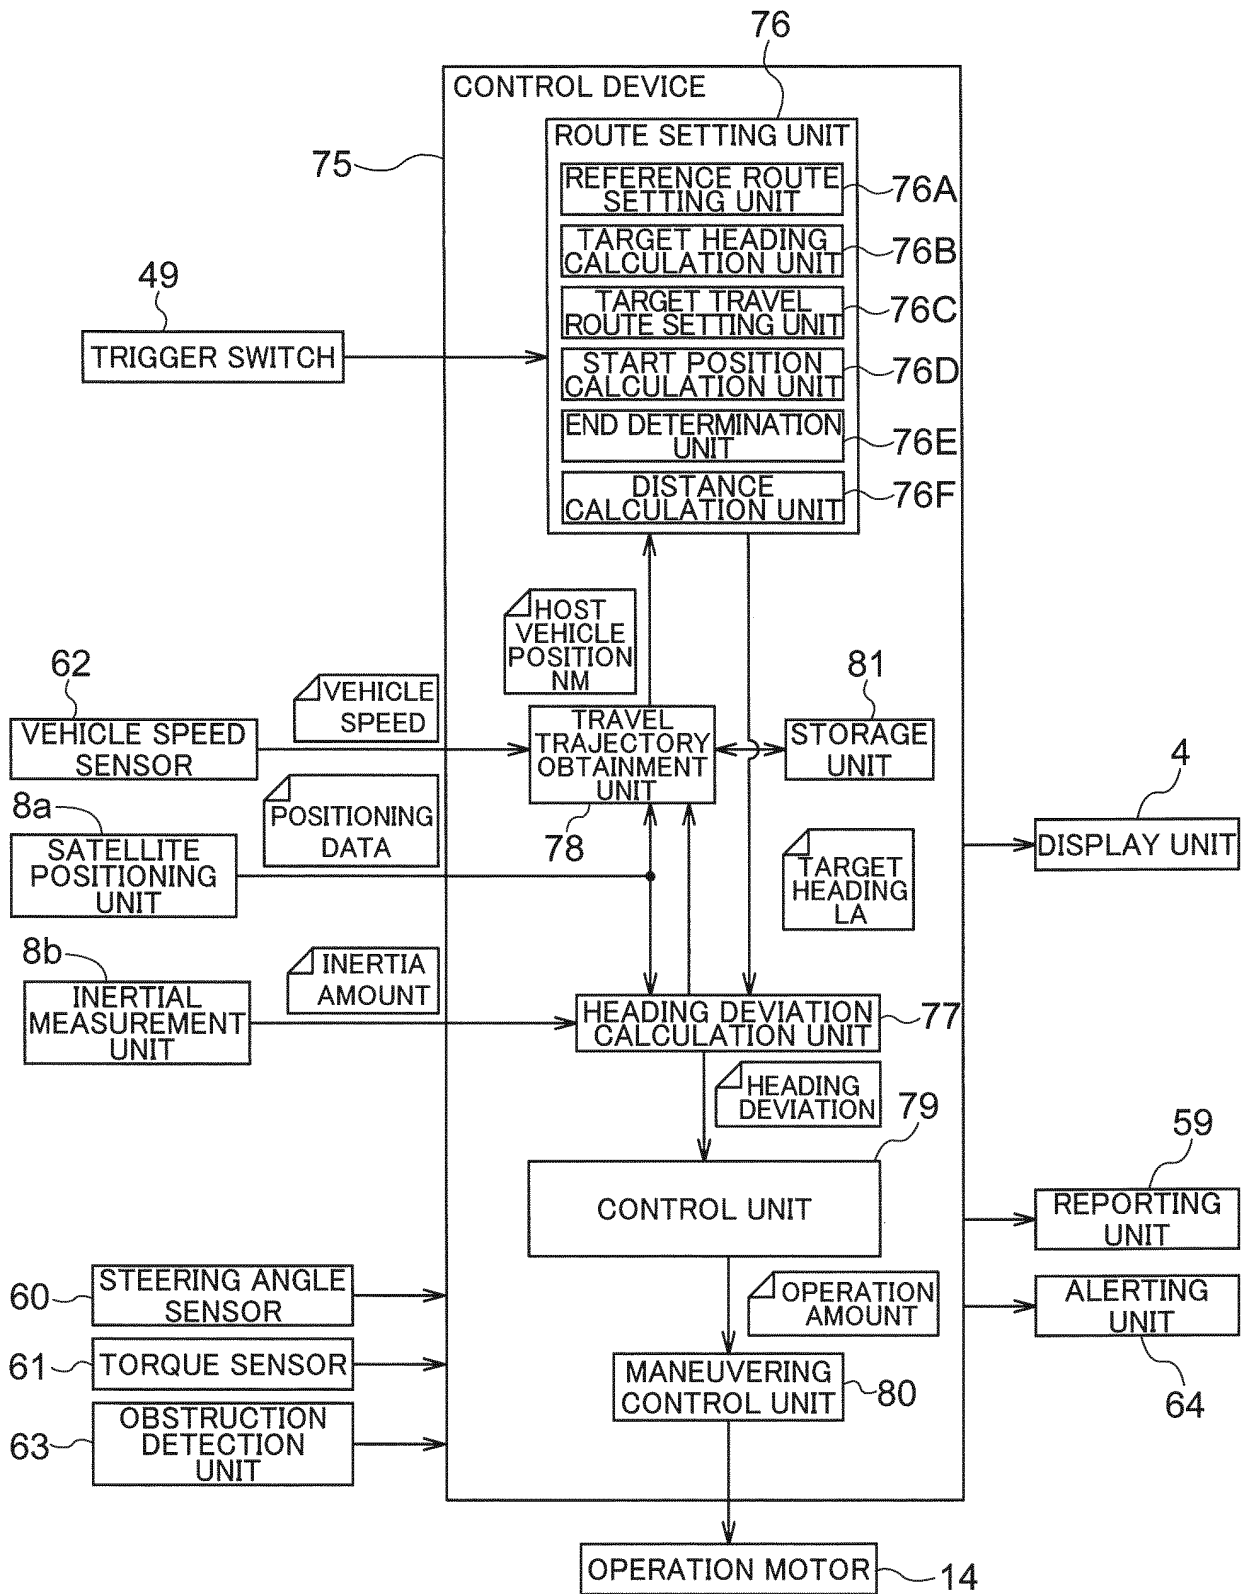 76
CONTROL DEVICE
75
ROUTE SETTING UNIT
REFERENCE ROUTE
SETTING UNIT
76A
TARGET HEADING
CALCULATION UNIT
76B
TARGET TRAVEL
ROUTE SETTING UNIT
76C
START POSITION
CALCULATION UNIT
76D
END DETERMINATION
UNIT
76E
DISTANCE
CALCULATION UNIT
76F
49
TRIGGER SWITCH
HOST
VEHICLE
POSITION
NM
62
VEHICLE SPEED
SENSOR
VEHICLE
SPEED
TRAVEL
TRAJECTORY
OBTAINMENT
UNIT
78
81
STORAGE
UNIT
8a
SATELLITE
POSITIONING
UNIT
POSITIONING
DATA
4
DISPLAY UNIT
TARGET
HEADING
LA
8b
INERTIAL
MEASUREMENT
UNIT
INERTIA
AMOUNT
HEADING DEVIATION
CALCULATION UNIT
77
HEADING
DEVIATION
79
CONTROL UNIT
59
REPORTING
UNIT
60
STEERING ANGLE
SENSOR
OPERATION
AMOUNT
ALERTING
UNIT
64
61
TORQUE SENSOR
MANEUVERING
CONTROL UNIT
80
63
OBSTRUCTION
DETECTION
UNIT
OPERATION MOTOR
14